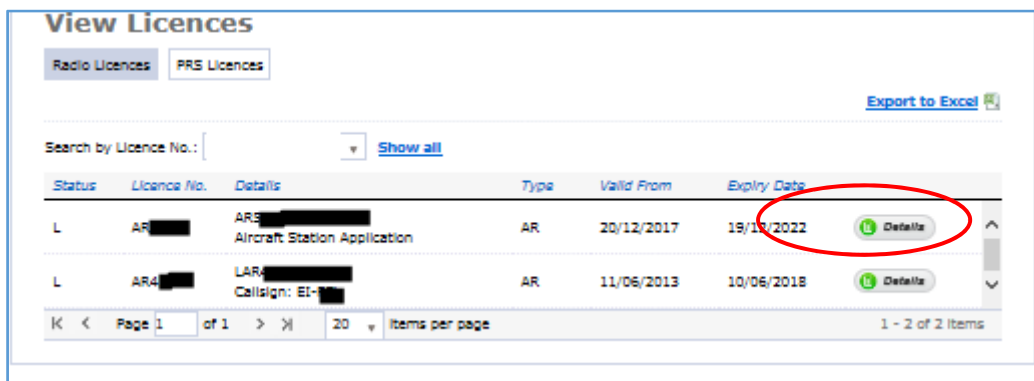 View Licences
Radio Licences PRS Licences
Export to Excel
Search by Licence No.: Show all
Status Licence No. Details Type Valid From Expiry Date
L AR ARS AR 20/12/2017 19/12/2022 Details
Aircraft Station Application
L AR4 LAR4 AR 11/06/2013 10/06/2018 Details
Callsign: EI-
Page 1 of 1 20 items per page 1 - 2 of 2 items